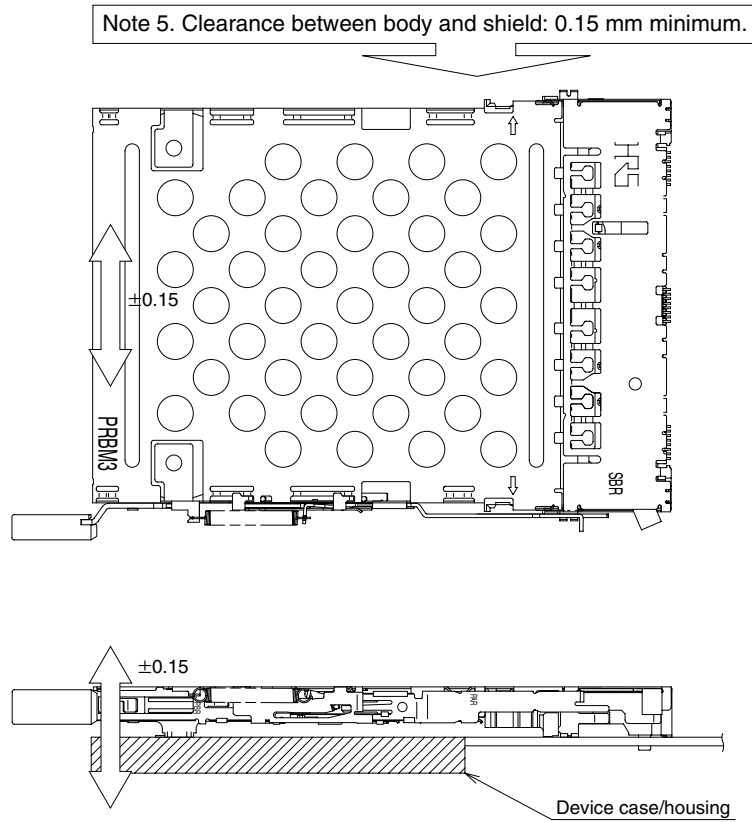 Note 5. Clearance between body and shield: 0.15 mm minimum.
HRS
±0.15
PRBM3
SBR
±0.15
PAR
Device case/housing